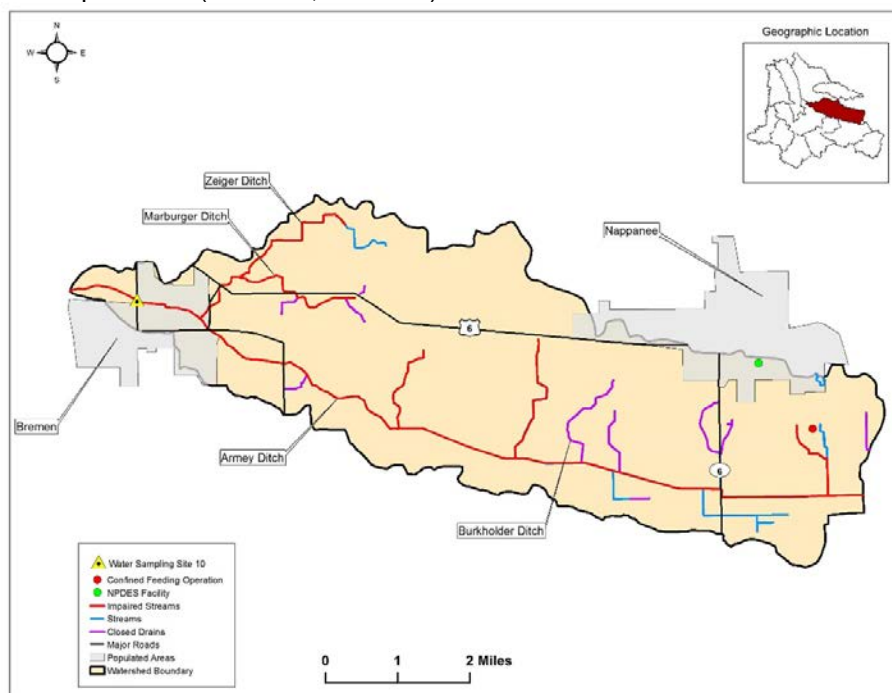 N
W
E
S
Geographic Location
Zeiger Ditch
Marburger Ditch
Nappanee
6
Bremen
Armey Ditch
6
Burkholder Ditch
Water Sampling Site 10
Confined Feeding Operation
NPDES Facility
Impaired Streams
Streams
Closed Drains
Major Roads
Populated Areas
Watershed Boundary
0 1 2 Miles